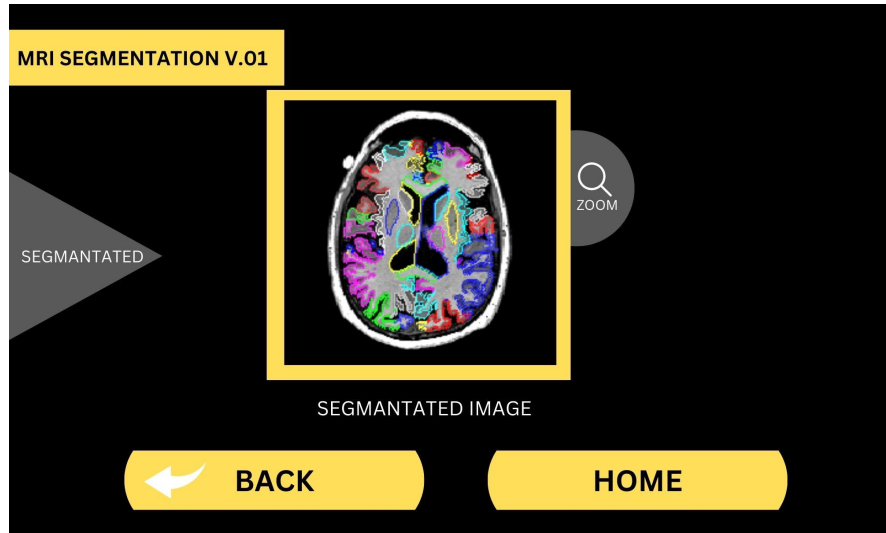 MRI SEGMENTATION V.01
ZOOM
SEGMANTATED
SEGMANTATED IMAGE
BACK
HOME